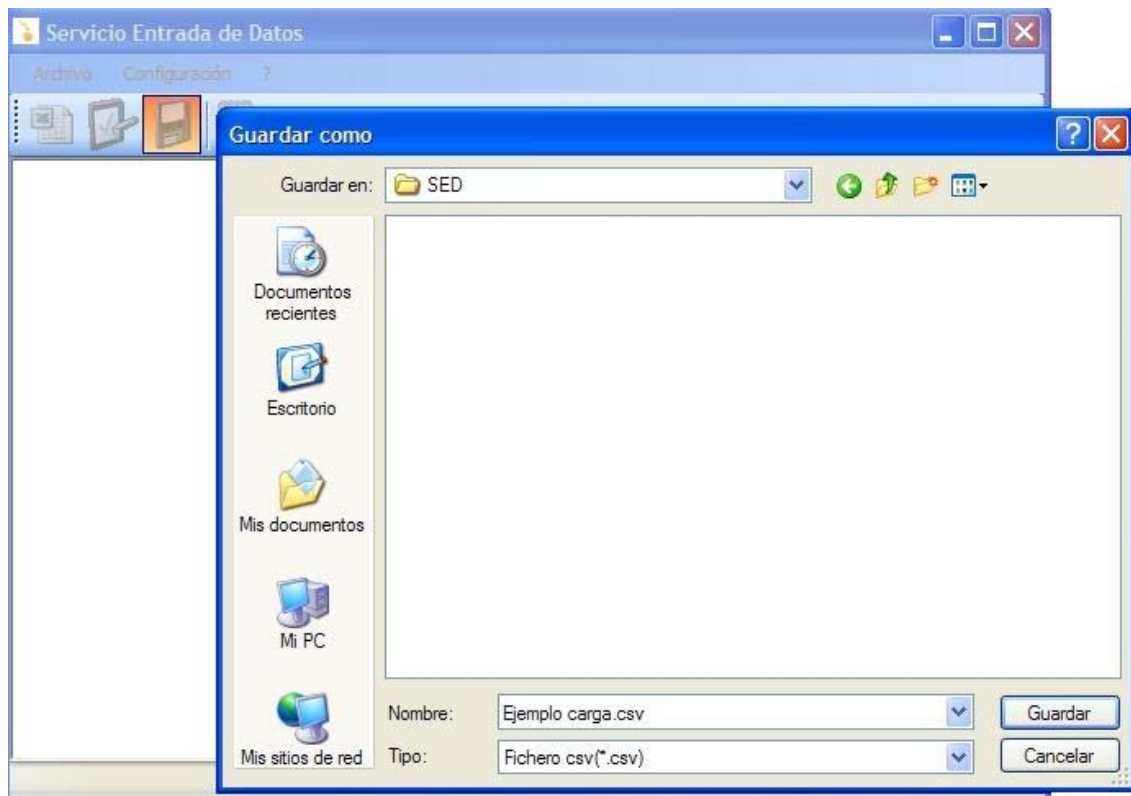 Servicio Entrada de Datos
Archivo Configuración ?
Guardar como
Guardar en: SED
Documentos
recientes
Escritorio
Mis documentos
Mi PC
Mis sitios de red
Nombre: Ejemplo carga.csv Guardar
Tipo: Fichero csv(*.csv) Cancelar